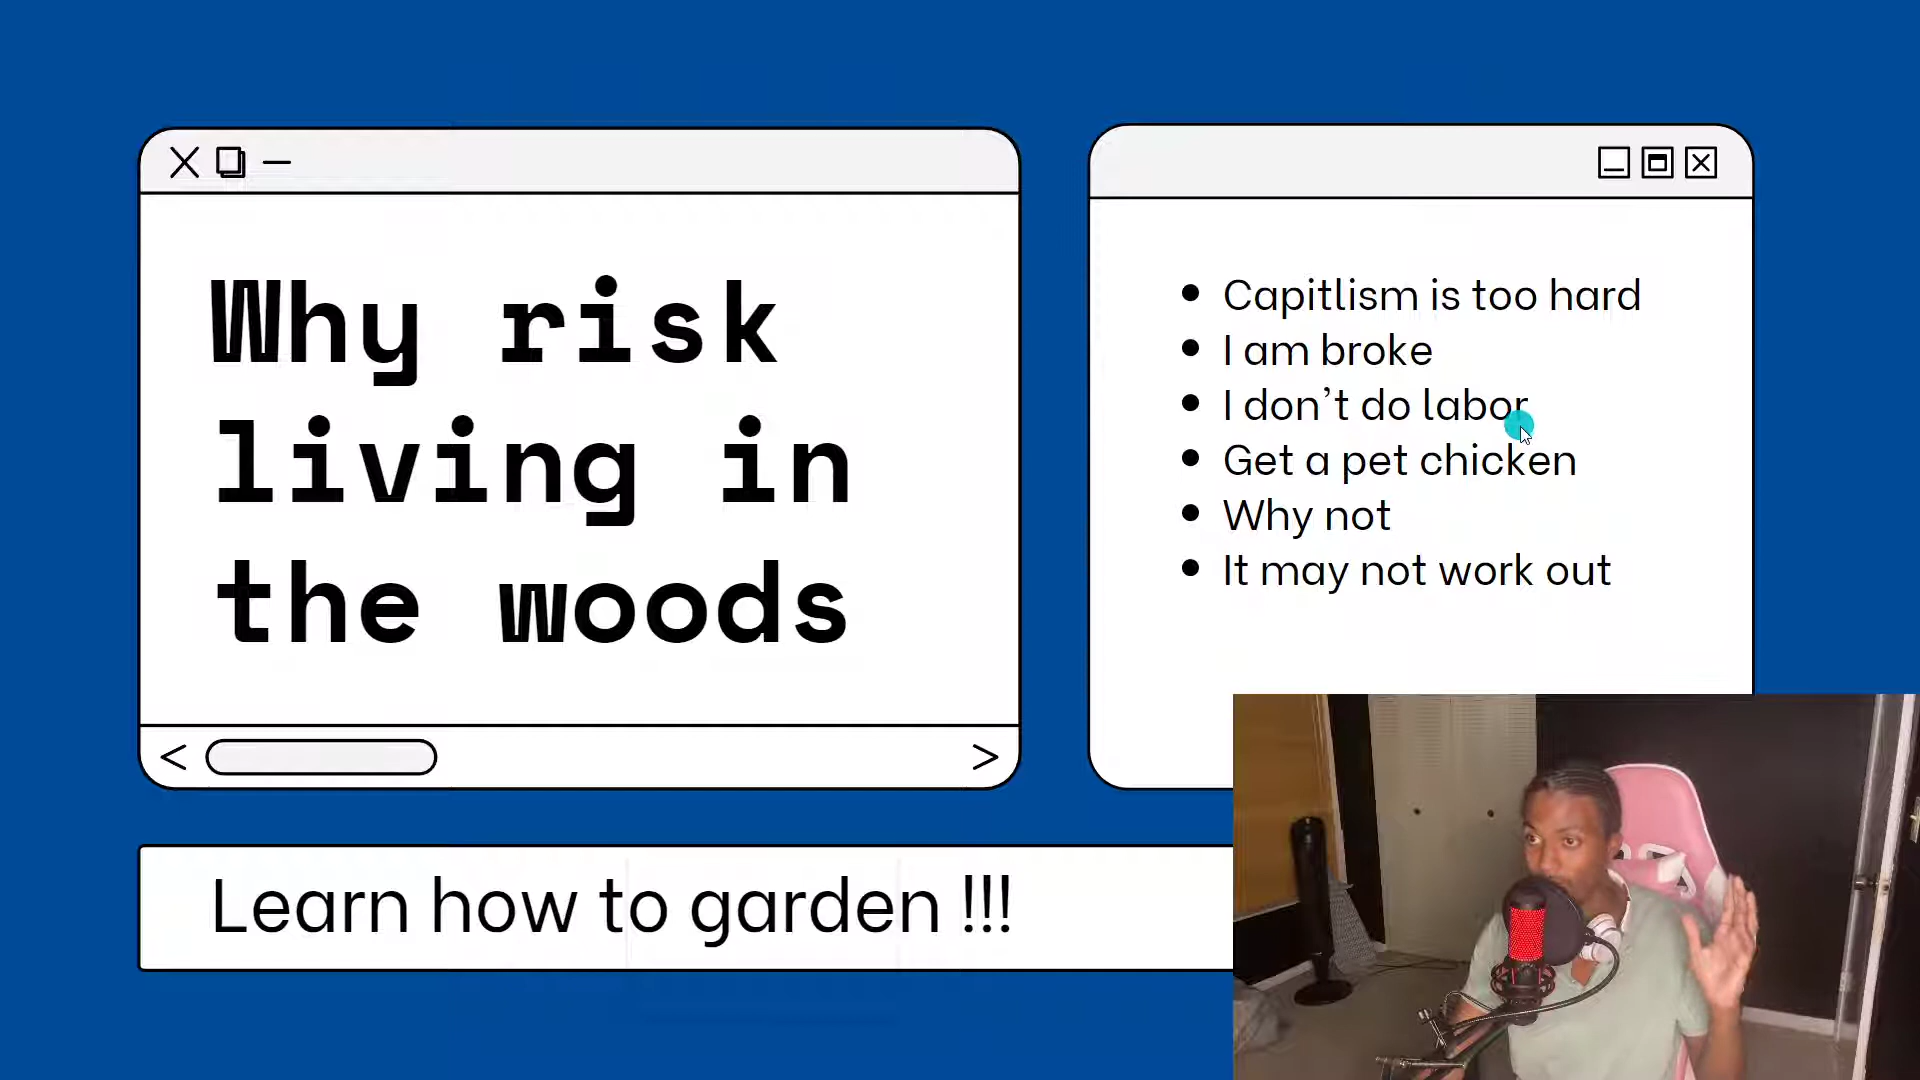 Why risk
living in
the woods
Capitlism is too hard
I am broke
I don't do labor
Get a pet chicken
Why not
It may not work out
Learn how to garden !!!